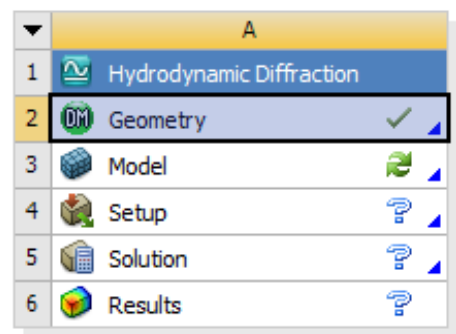 A
1 Hydrodynamic Diffraction
2 DM Geometry
3 Model
4 Setup
5 Solution
6 Results